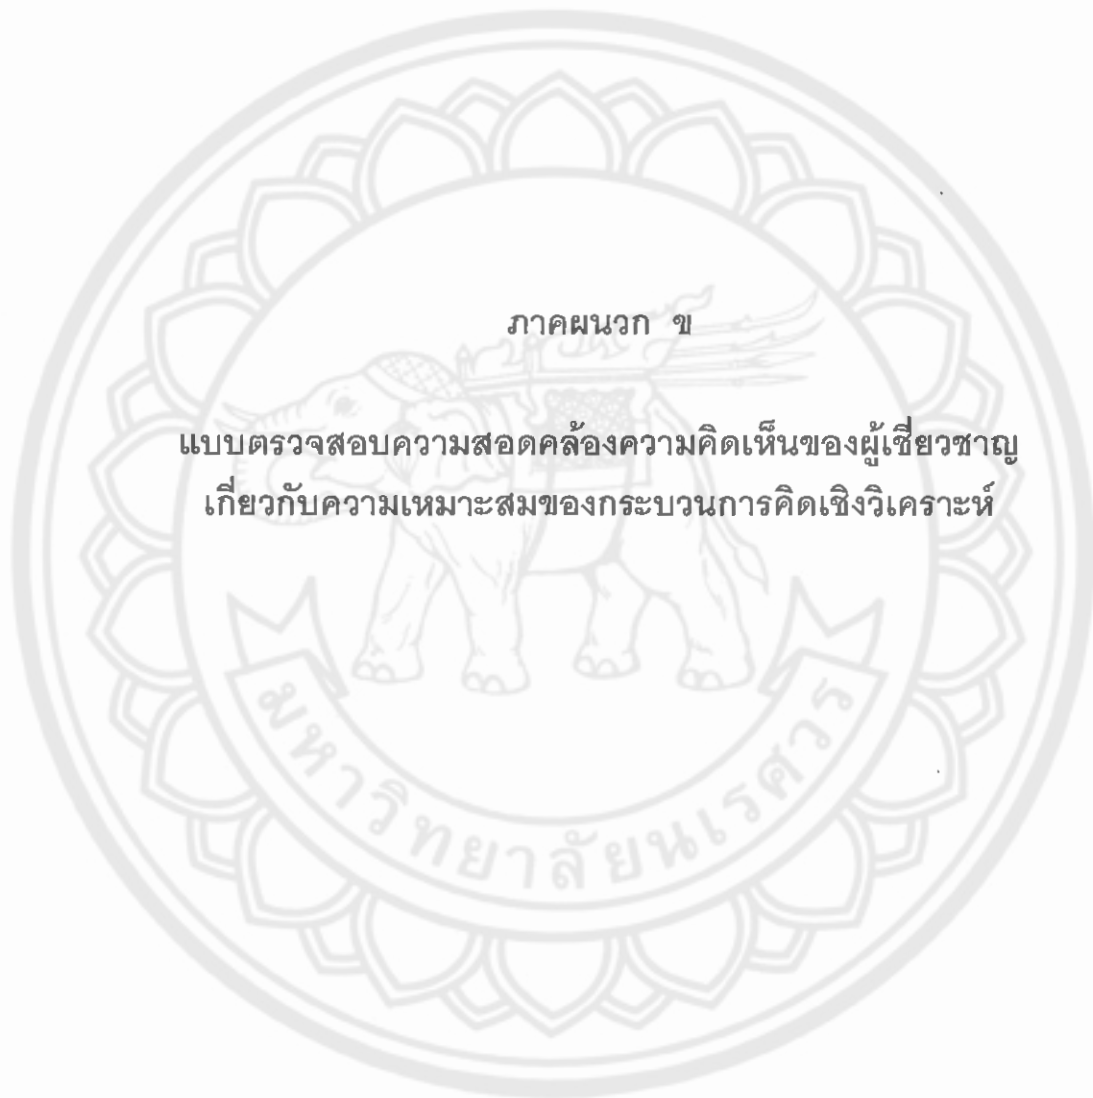 ภาคผนวก ข
แบบตรวจสอบความสอดคล้องความคิดเห็นของผู้เชี่ยวชาญ
เกี่ยวกับความเหมาะสมของกระบวนการคิดเชิงวิเคราะห์
มหาวิทยาลัยนเรศวร